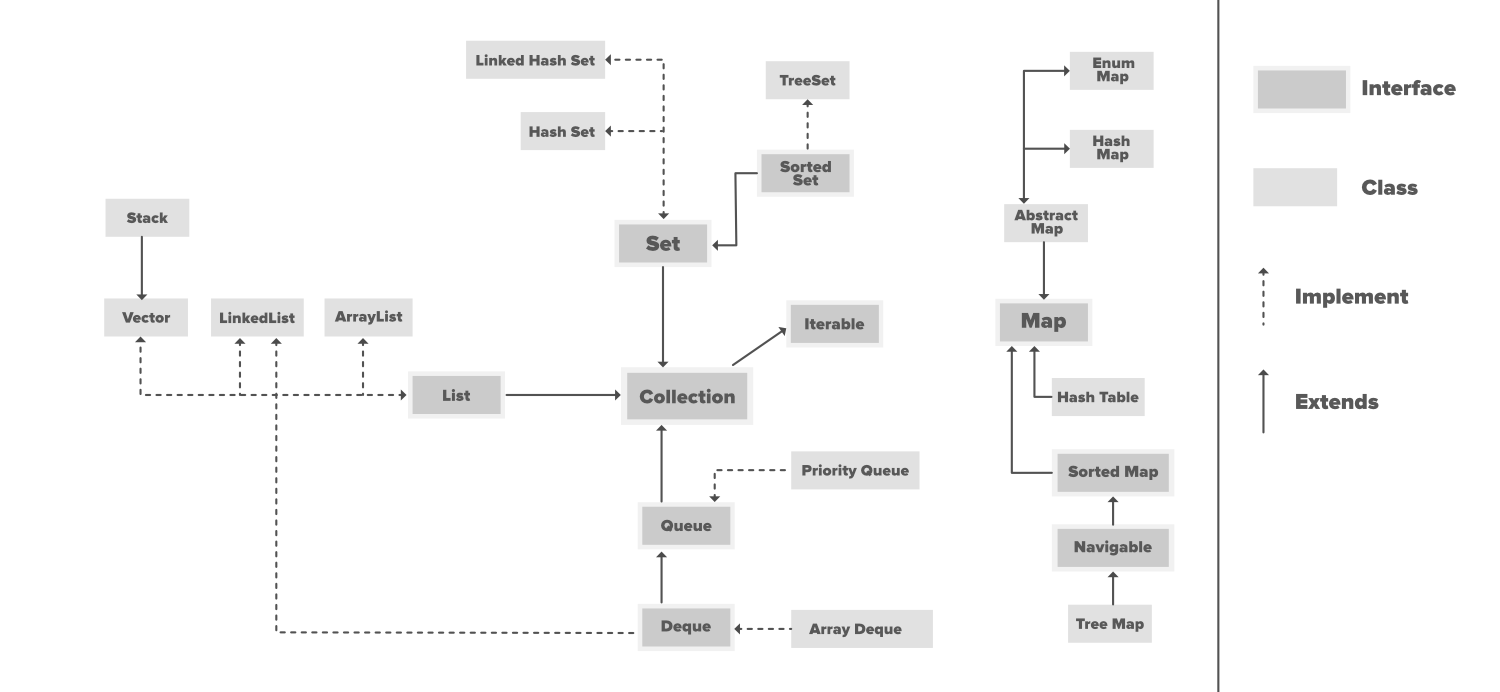 Linked Hash Set
TreeSet
Hash Set
Sorted
Set
Stack
Set
Vector
LinkedList
ArrayList
Iterable
List
Collection
Priority Queue
Queue
Deque
Array Deque
Enum
Map
Hash
Map
Abstract
Map
Map
Hash Table
Sorted Map
Navigable
Tree Map
Interface
Class
Implement
Extends